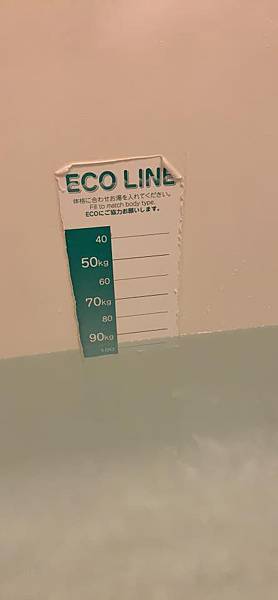 ECO LINE
体格に合わせお湯を入れてください。
Fill to match body type.
ECOにご協力お願いします。
40
50kg
60
70kg
80
90kg